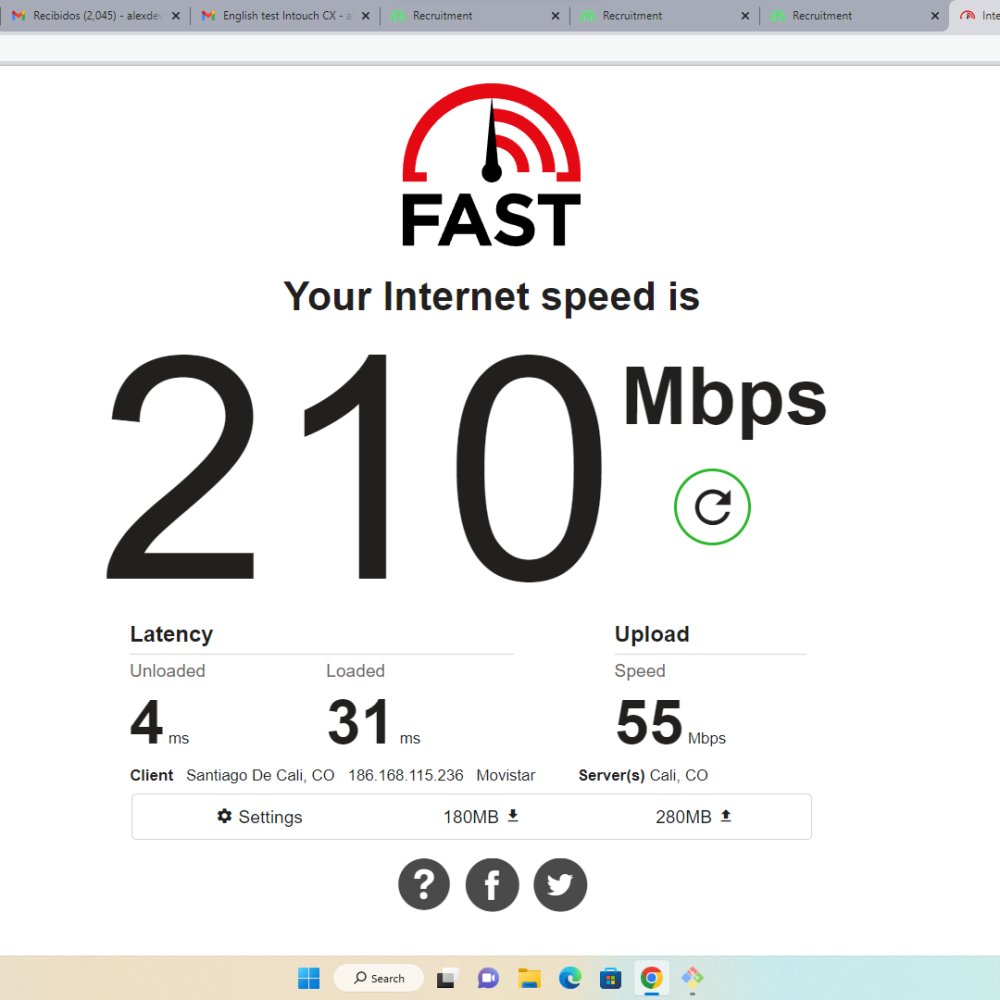 Recibidos (2,045) - alexdev English test Intouch CX - a Recruitment Recruitment Recruitment Inte
FAST
Your Internet speed is
210 Mbps
Latency Upload
Unloaded Loaded Speed
4 ms 31 ms 55 Mbps
Client Santiago De Cali, CO 186.168.115.236 Movistar Server(s) Cali, CO
Settings 180MB 280MB
Search